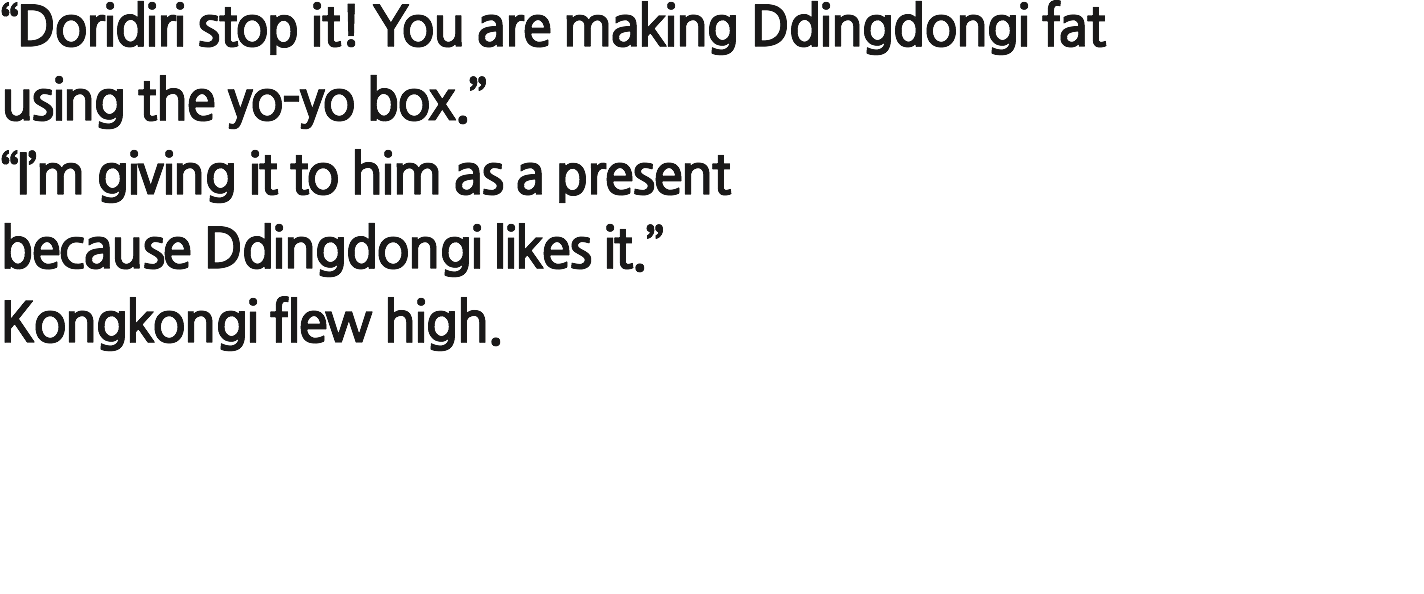 “Doridiri stop it! You are making Ddingdongi fat
using the yo-yo box.”
“I’m giving it to him as a present
because Ddingdongi likes it.”
Kongkongi flew high.